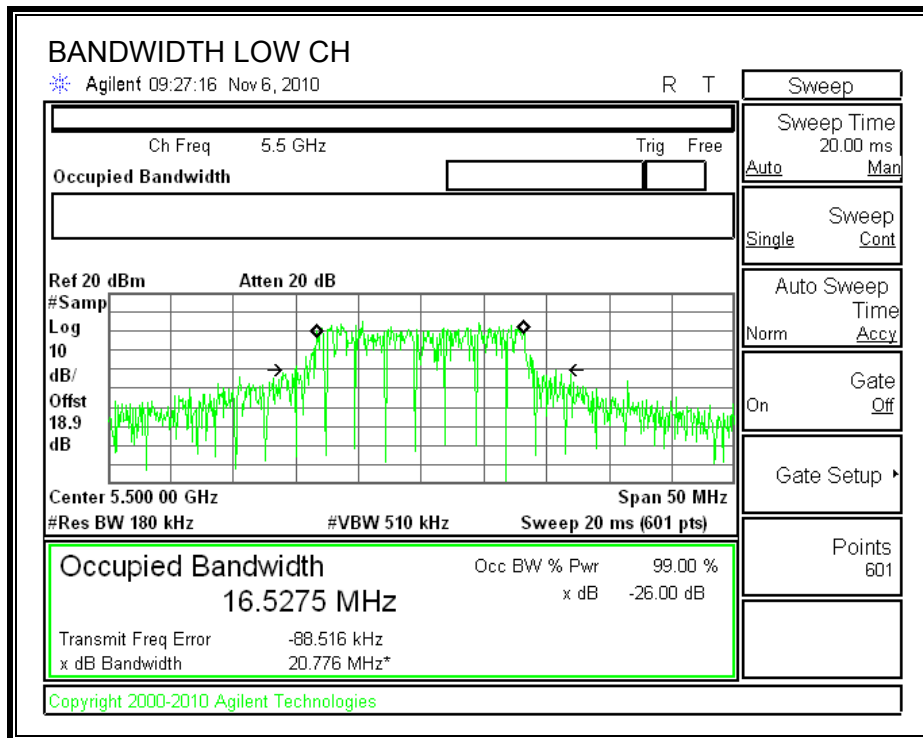 BANDWIDTH LOW CH
Agilent 09:27:16 Nov 6, 2010 R T
Ch Freq 5.5 GHz Trig Free
Occupied Bandwidth
Ref 20 dBm Atten 20 dB
#Samp
Log
10
dB/
Offst
18.9
dB
Center 5.500 00 GHz Span 50 MHz
#Res BW 180 kHz #VBW 510 kHz Sweep 20 ms (601 pts)
Occupied Bandwidth Occ BW % Pwr 99.00 %
16.5275 MHz x dB -26.00 dB
Transmit Freq Error -88.516 kHz
x dB Bandwidth 20.776 MHz*
Copyright 2000-2010 Agilent Technologies
Sweep
Sweep Time
20.00 ms
Auto Man
Sweep
Single Cont
Auto Sweep
Time
Norm Accy
Gate
On Off
Gate Setup
Points
601